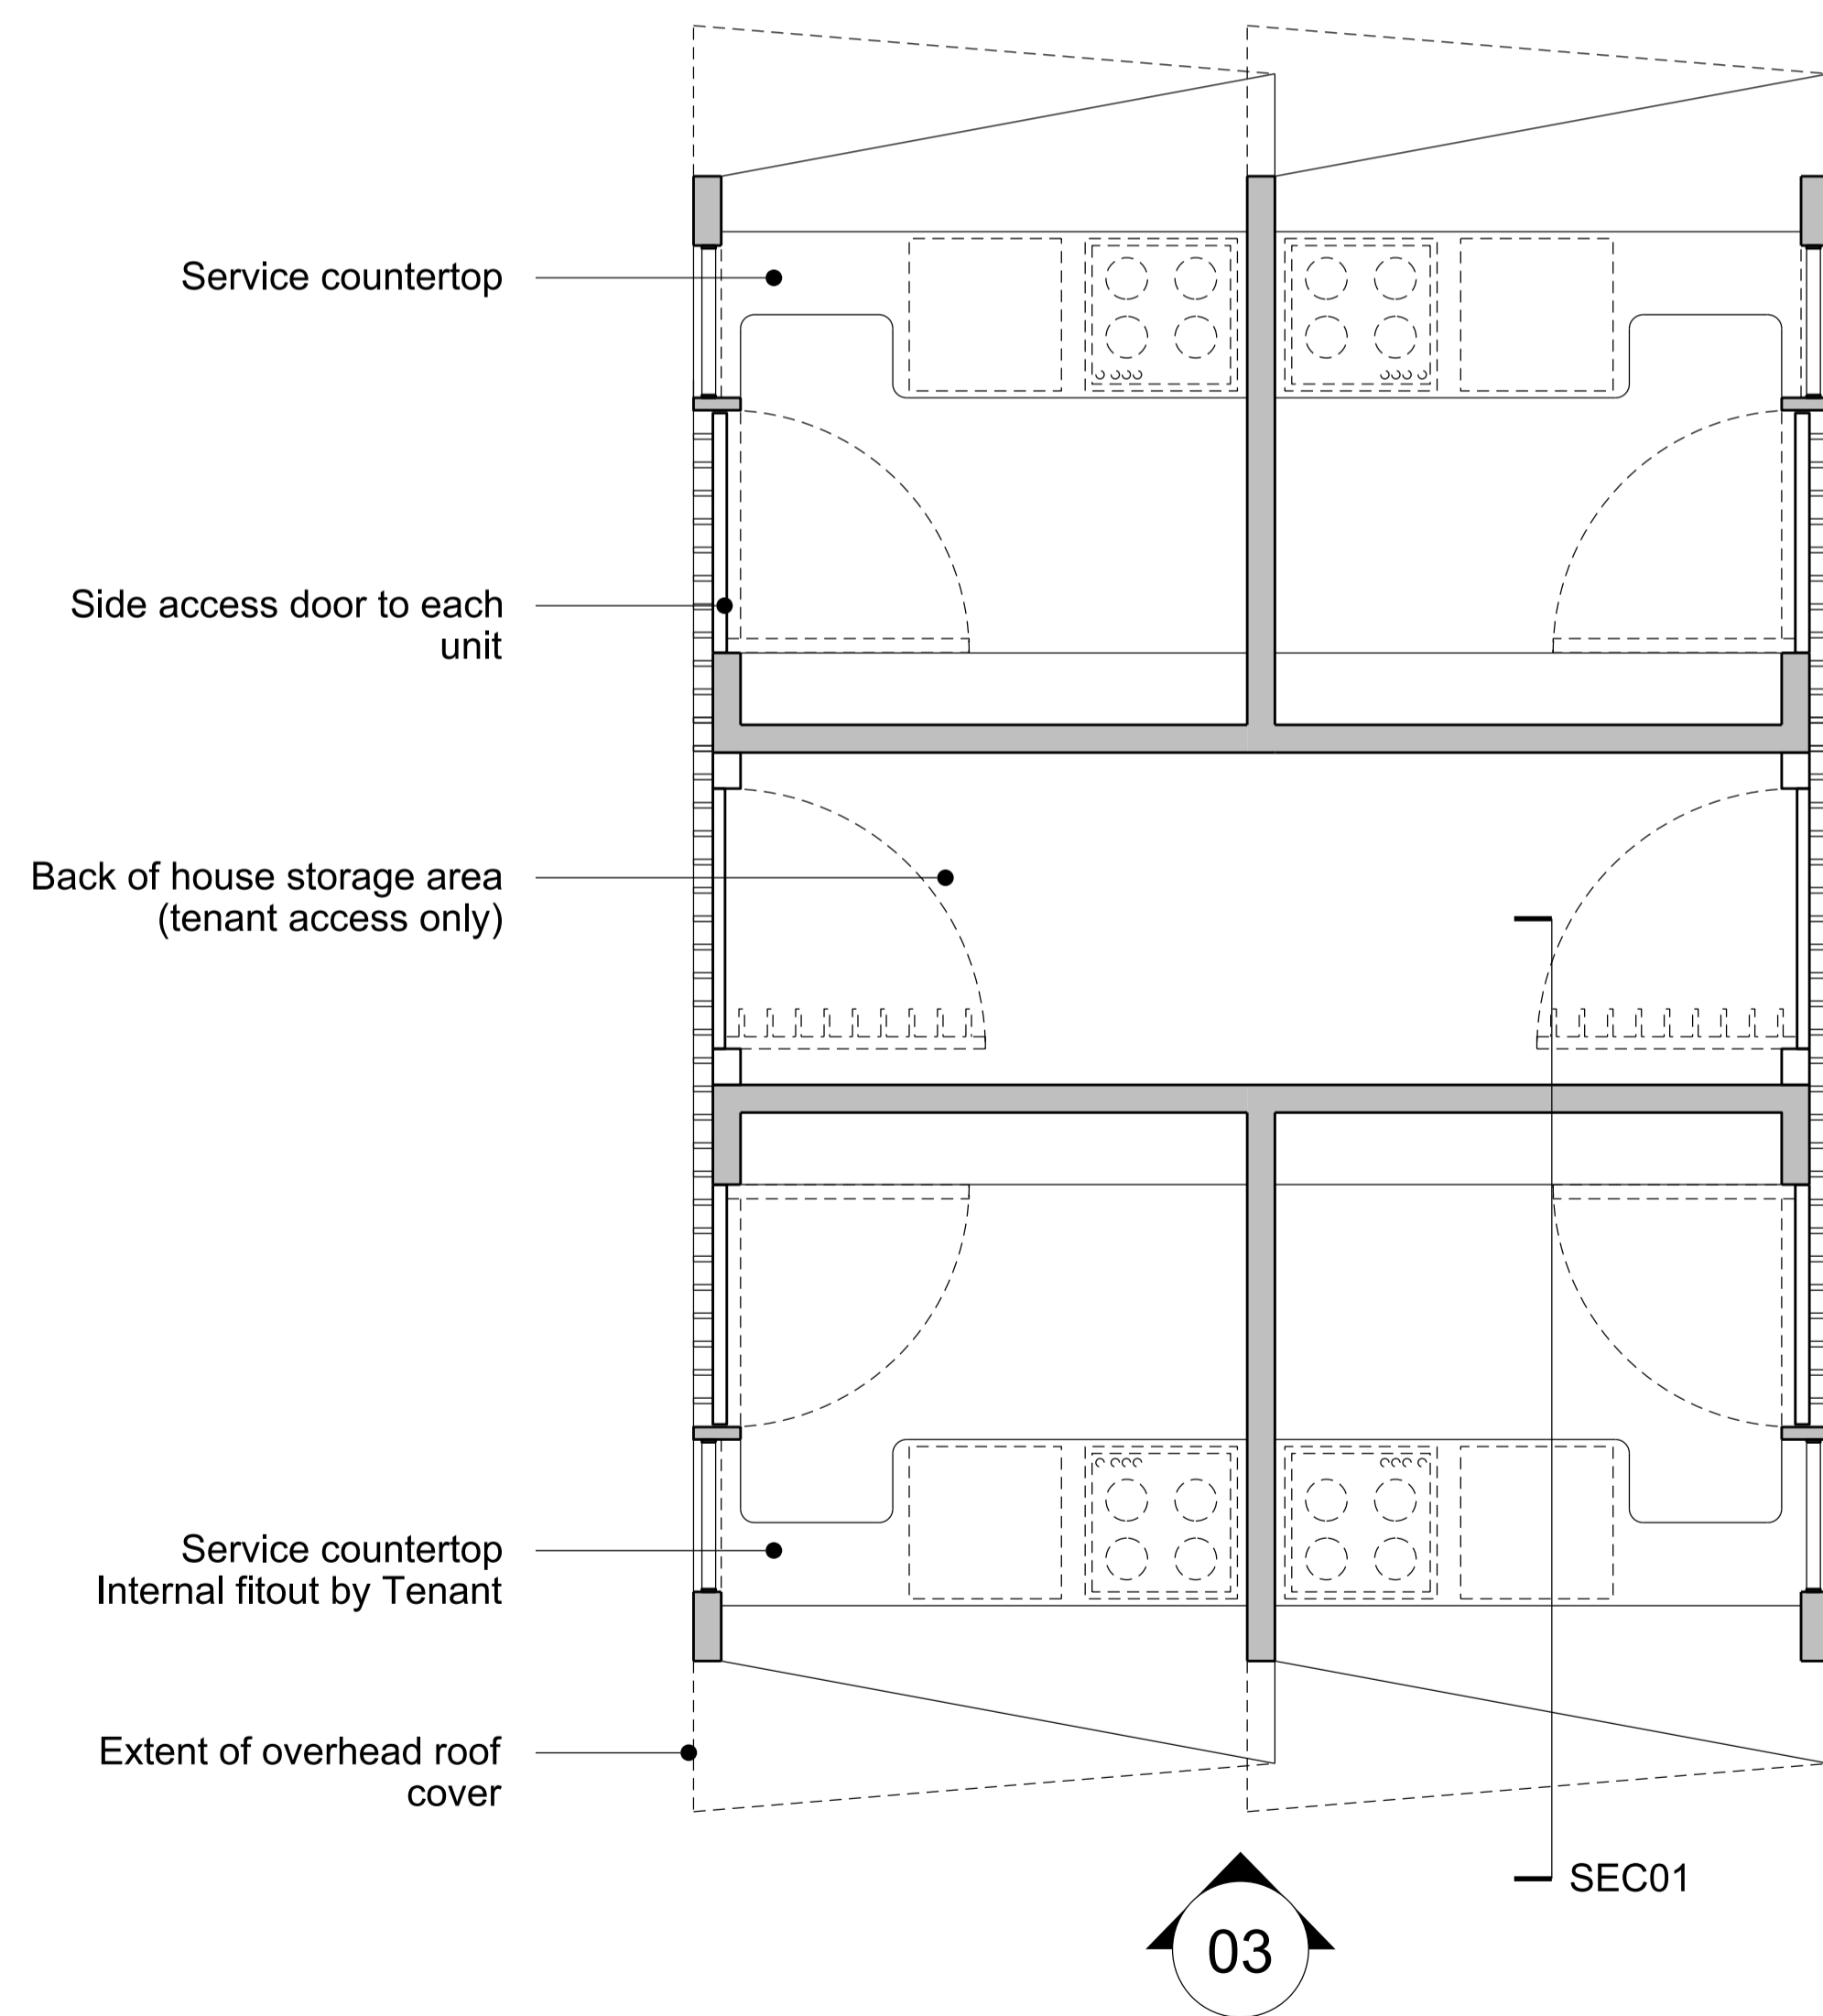 Service countertop
Side access door to each
unit
Back of house storage area
(tenant access only)
Service countertop
Internal fitout by Tenant
Extent of overhead roof
cover
SEC01
03